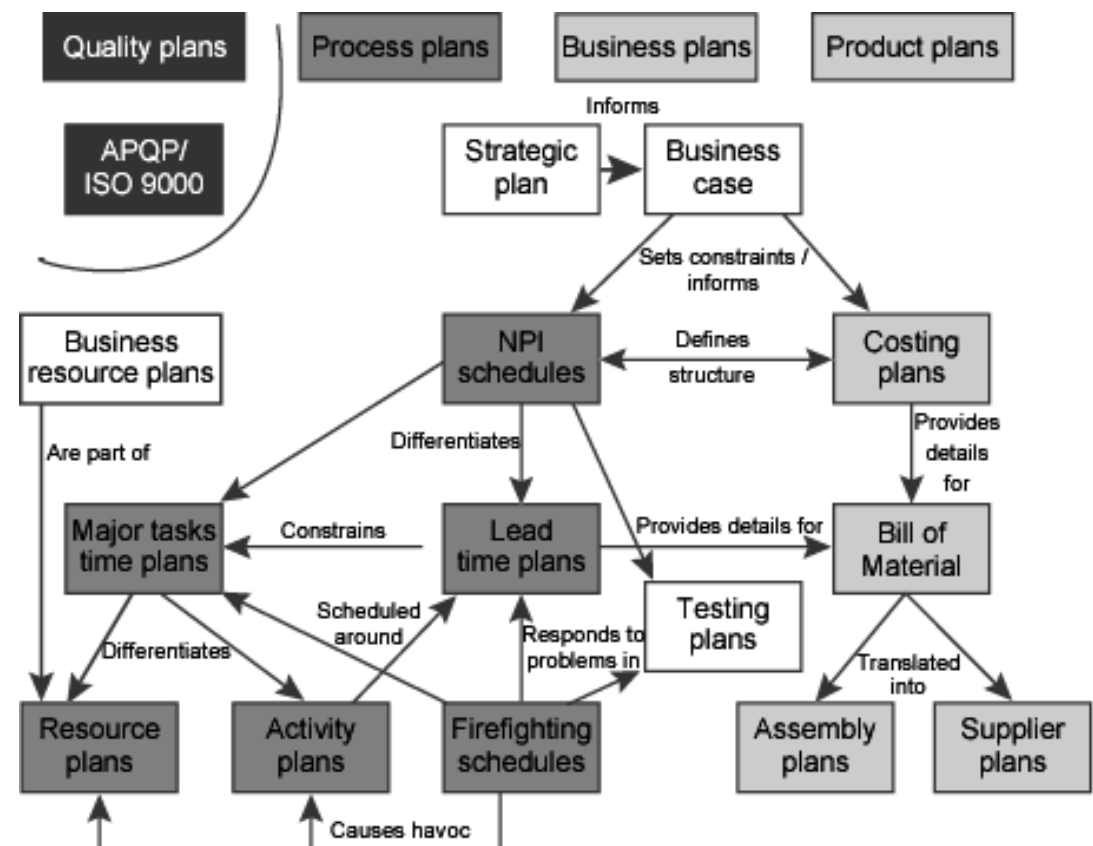 Quality plans
Process plans
Business plans
Product plans
Informs
APQP/
ISO 9000
Strategic
plan
Business
case
Sets constraints /
informs
Business
resource plans
NPI
schedules
Defines
structure
Costing
plans
Are part of
Differentiates
Provides
details
for
Major tasks
time plans
Constrains
Lead
time plans
Provides details for
Bill of
Material
Scheduled
around
Responds to
problems in
Testing
plans
Differentiates
Translated
into
Resource
plans
Activity
plans
Firefighting
schedules
Assembly
plans
Supplier
plans
Causes havoc